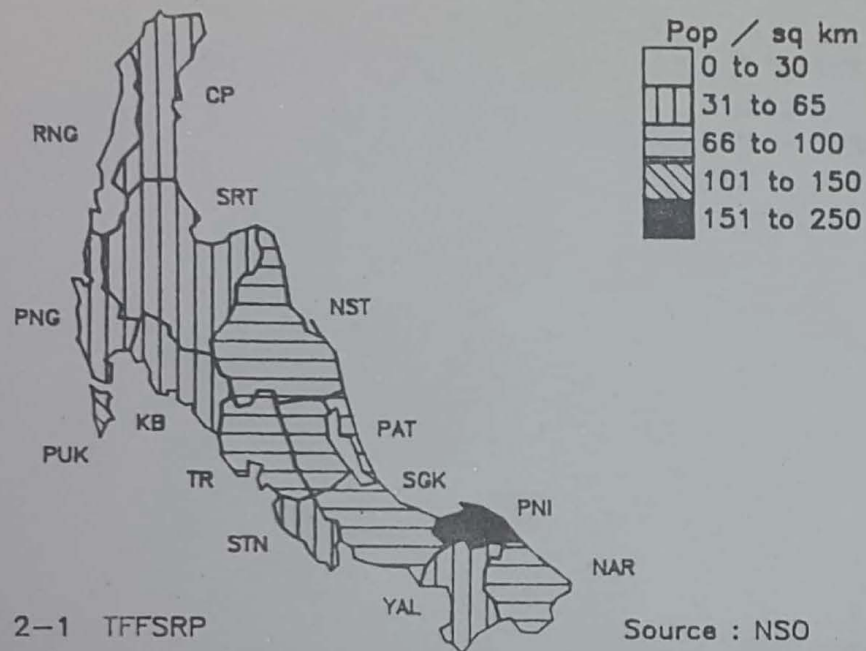 Pop / sq km
0 to 30
31 to 65
66 to 100
101 to 150
151 to 250
CP
RNG
SRT
PNG
NST
KB
PUK
PAT
TR
SGK
PNI
STN
NAR
YAL
2-1 TFFSRP
Source : NSO